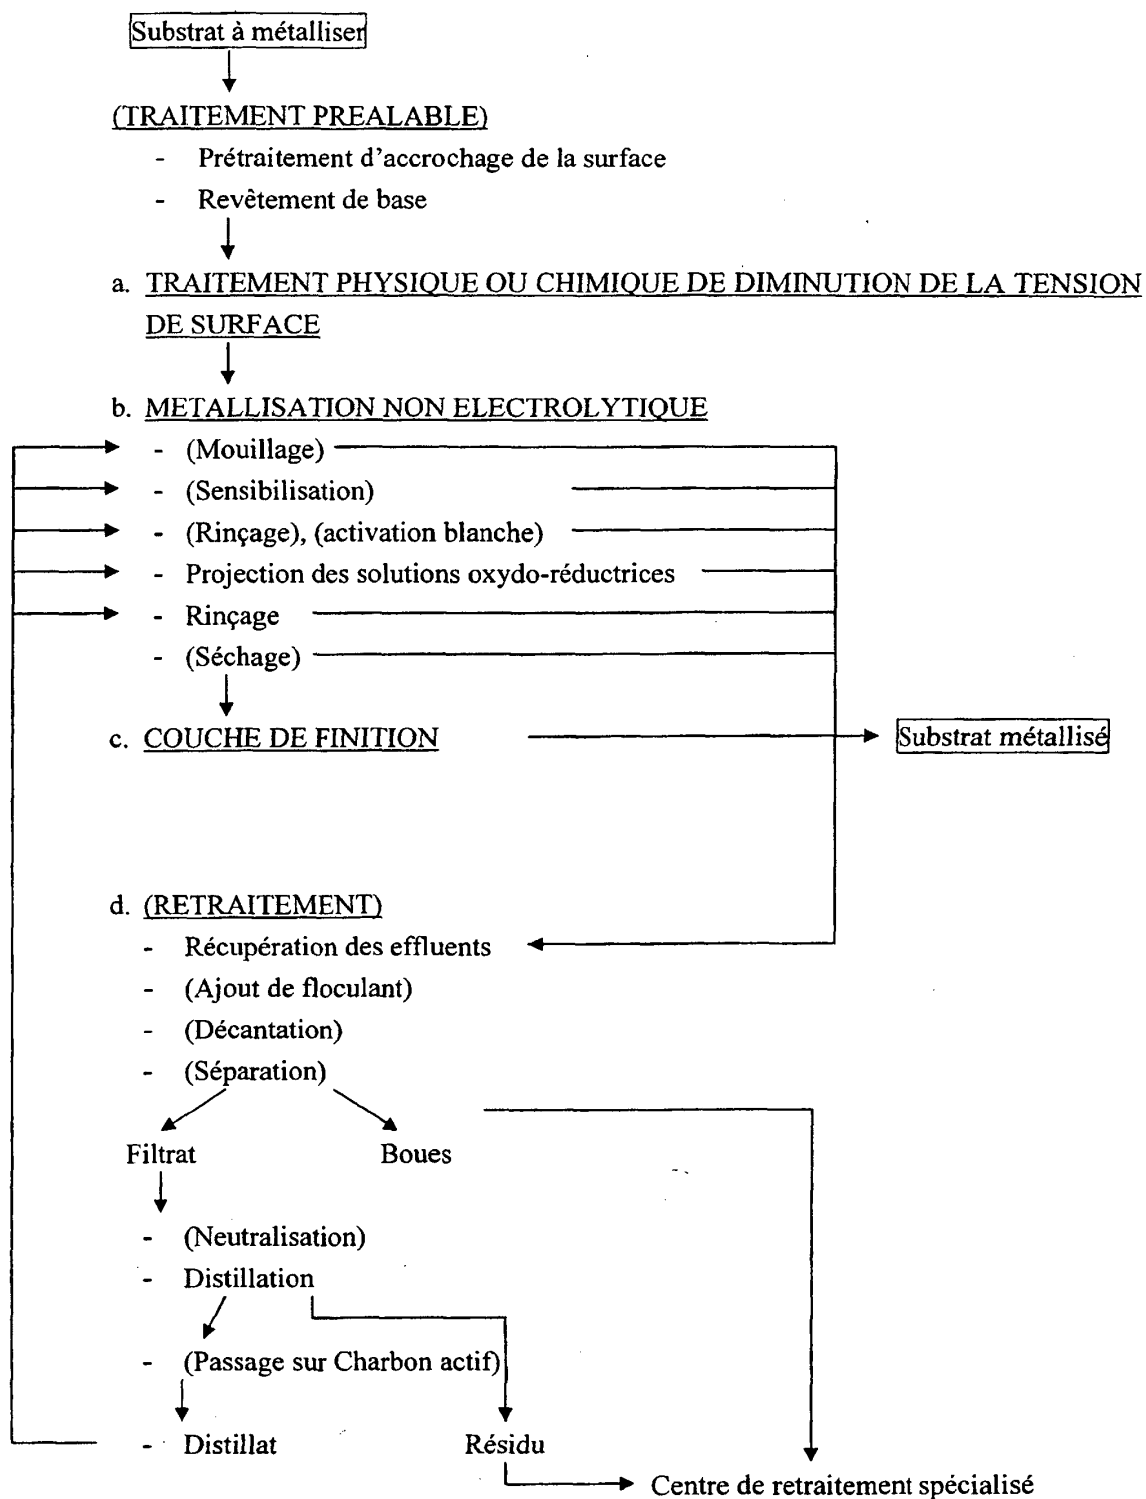 Substrat à métalliser
(TRAITEMENT PREALABLE)
- Prétraitement d'accrochage de la surface
- Revêtement de base
a. TRAITEMENT PHYSIQUE OU CHIMIQUE DE DIMINUTION DE LA TENSION
DE SURFACE
b. METALLISATION NON ELECTROLYTIQUE
- (Mouillage)
- (Sensibilisation)
- (Rinçage), (activation blanche)
- Projection des solutions oxydo-réductrices
- Rinçage
- (Séchage)
c. COUCHE DE FINITION
Substrat métallisé
d. (RETRAITEMENT)
- Récupération des effluents
- (Ajout de floculant)
- (Décantation)
- (Séparation)
Filtrat Boues
- (Neutralisation)
- Distillation
- (Passage sur Charbon actif)
- Distillat Résidu
Centre de retraitement spécialisé